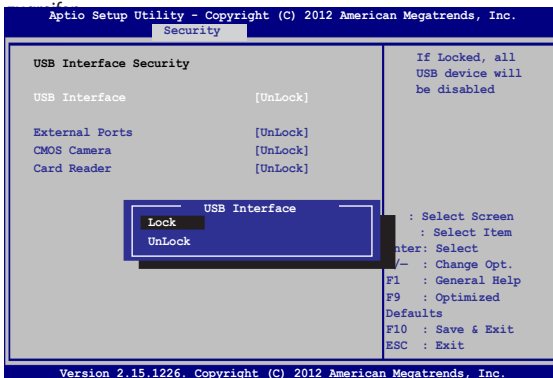 Aptio Setup Utility - Copyright (C) 2012 American Megatrends, Inc.
Security
USB Interface Security
USB Interface [UnLock]
External Ports [UnLock]
CMOS Camera [UnLock]
Card Reader [UnLock]
If Locked, all
USB device will
be disabled
USB Interface
Lock
UnLock
: Select Screen
: Select Item
nter: Select
/— : Change Opt.
F1 : General Help
F9 : Optimized
Defaults
F10 : Save & Exit
ESC : Exit
Version 2.15.1226. Copyright (C) 2012 American Megatrends, Inc.